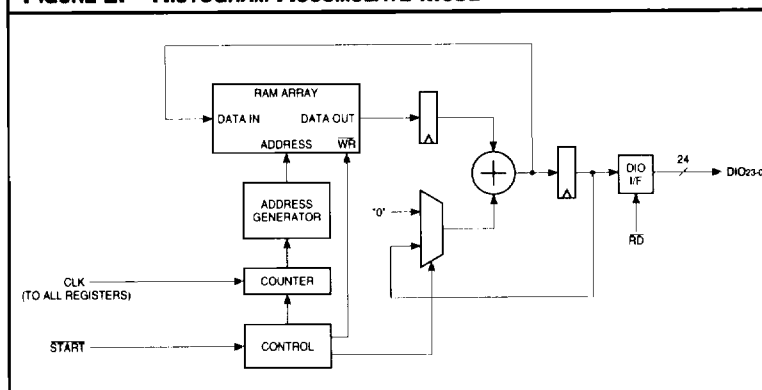 FIGURE 2. HISTOGRAM ACCUMULATE MODE
RAM ARRAY
DATA IN DATA OUT
ADDRESS WR
ADDRESS
GENERATOR
"0"
24
DIO
I/F
DIO23-0
RD
CLK
(TO ALL REGISTERS)
COUNTER
START
CONTROL